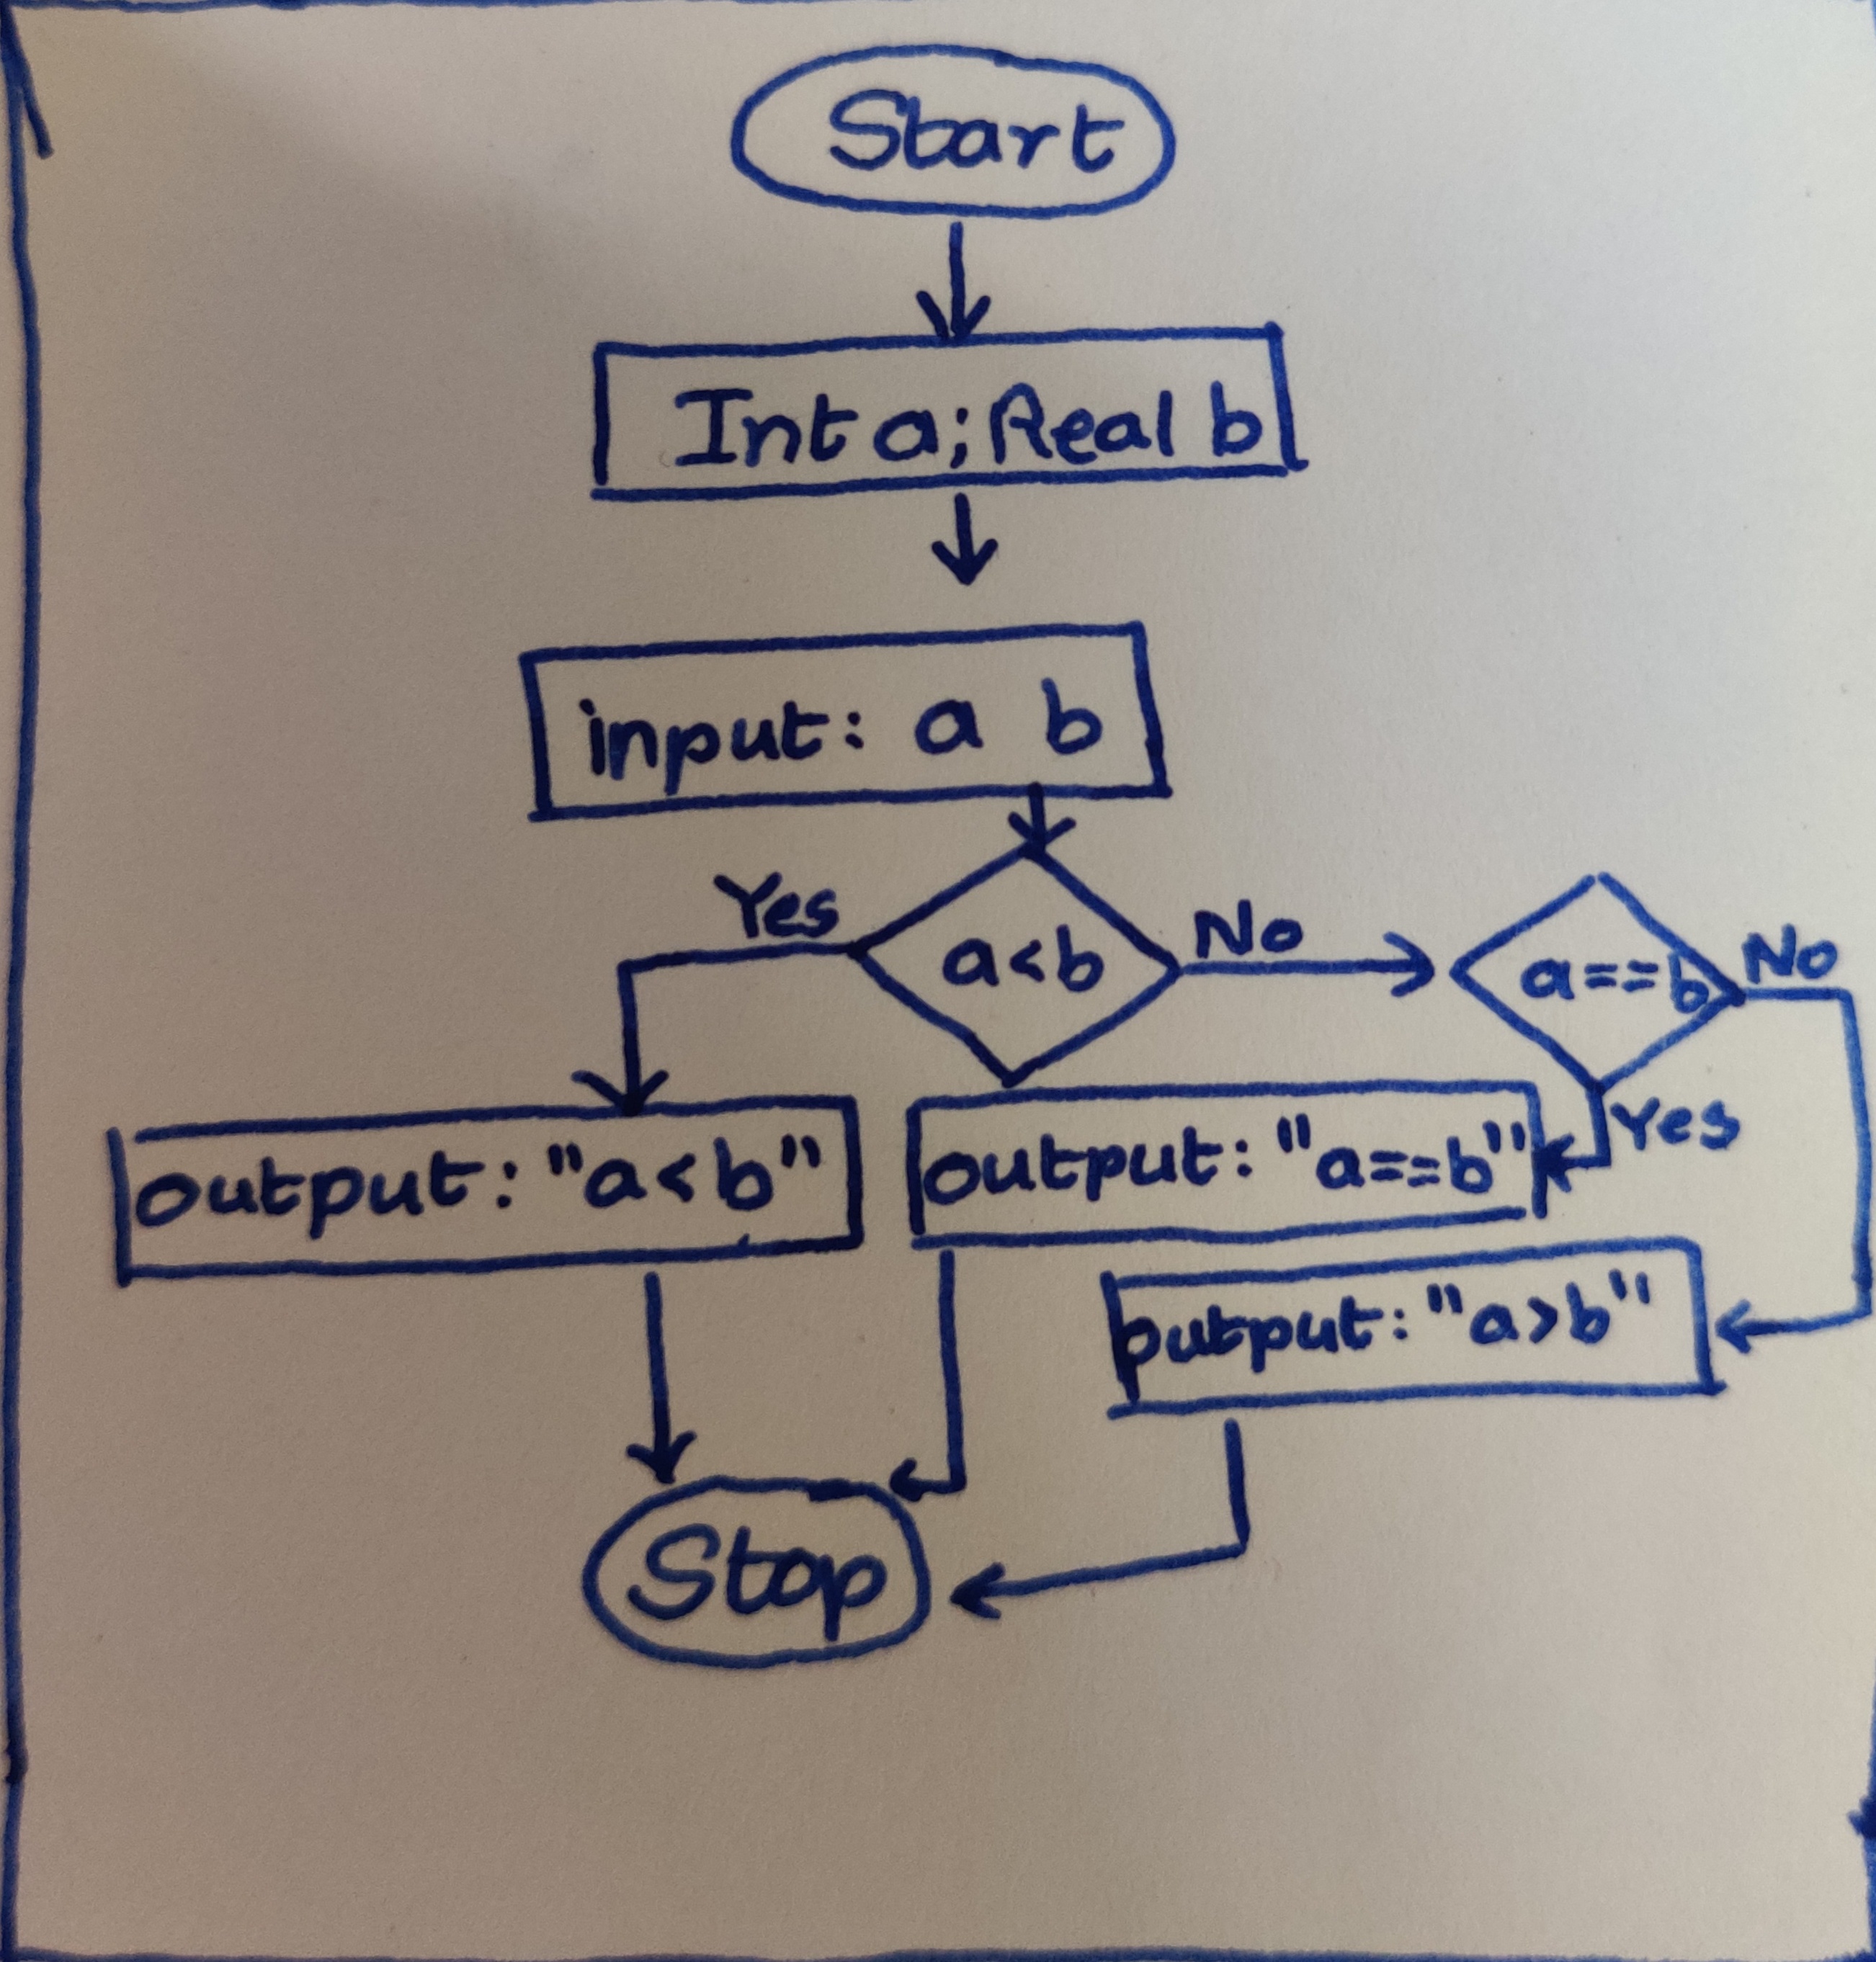 Start
Int a; Real b
input: a b
Yes
a<b
No
a==b
No
Yes
output: "a<b"
output: "a==b"
output: "a>b"
Stop